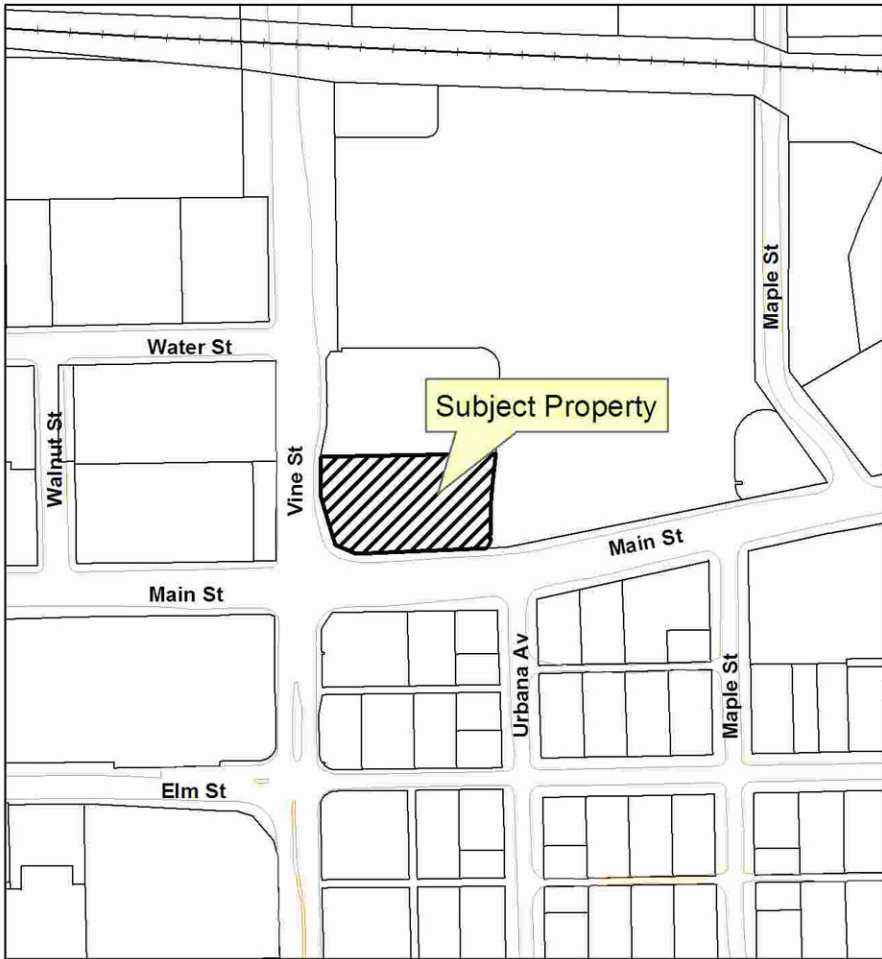 Maple St
Water St
Subject Property
Walnut St
Vine St
Main St
Main St
Urbana Av
Maple St
Elm St